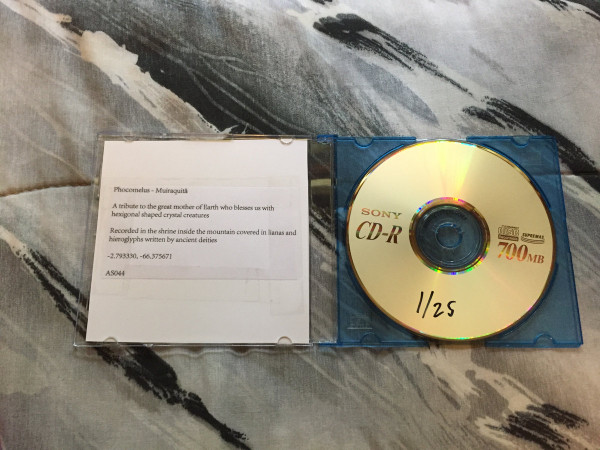 Phocomelus - Muiraquitã
A tribute to the great mother of Earth who blesses us with
hexigonal shaped crystal creatures
Recorded in the shrine inside the mountain covered in lianas and
hieroglyphs written by ancient deities
-2.793330, -66.375671
AS044
SONY
CD-R
SUPREMAS
700MB
1/25